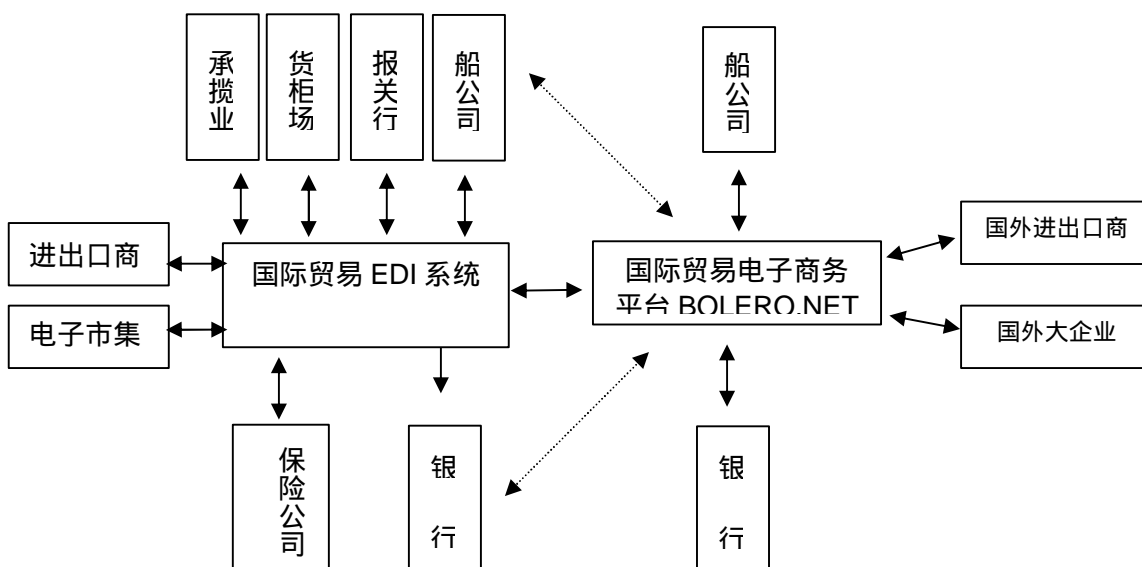 承揽业
货柜场
报关行
船公司
船公司
进出口商
电子市集
国际贸易 EDI 系统
国际贸易电子商务
平台 BOLERO.NET
国外进出口商
国外大企业
保险公司
银行
银行